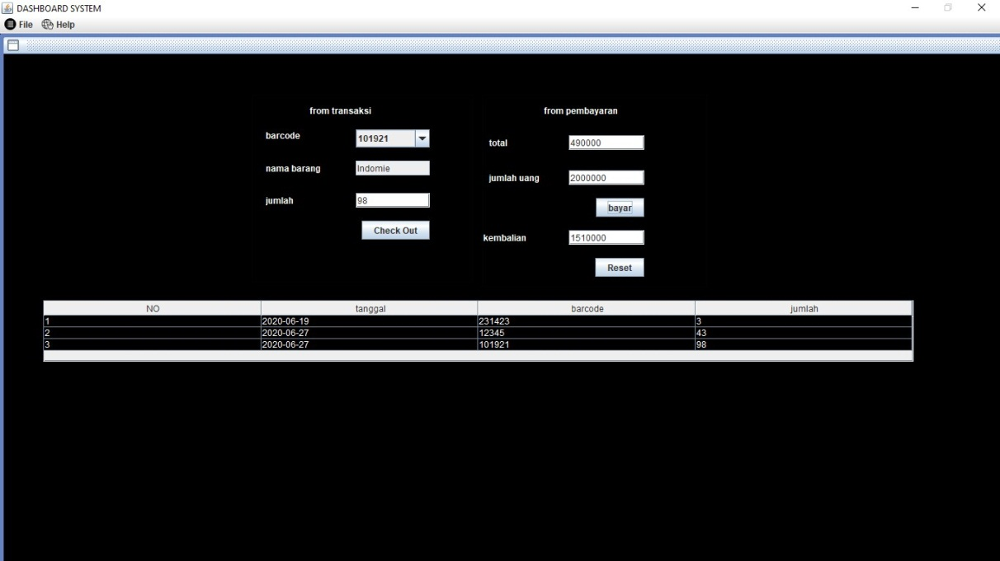 DASHBOARD SYSTEM
File Help
from transaksi
barcode 101921
nama barang Indomie
jumlah 98
Check Out
from pembayaran
total 490000
jumlah uang 2000000
bayar
kembalian 1510000
Reset
NO tanggal barcode jumlah
1 2020-06-19 231423 3
2 2020-06-27 12345 43
3 2020-06-27 101921 98